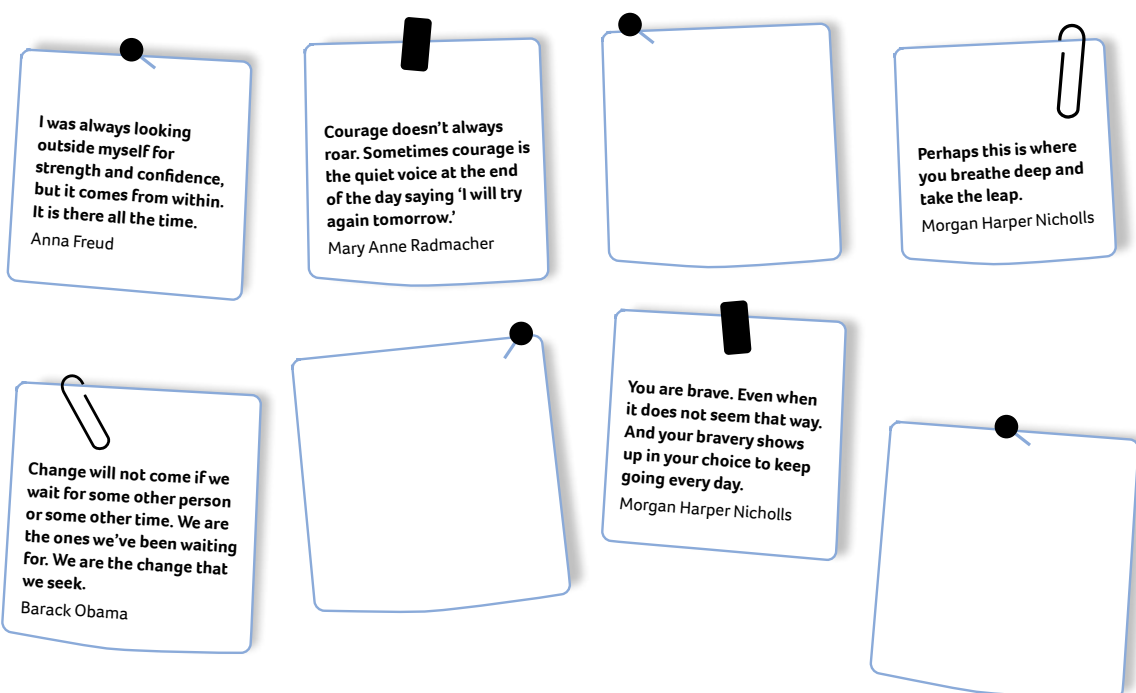 I was always looking
outside myself for
strength and confidence,
but it comes from within.
It is there all the time.
Anna Freud
Courage doesn’t always
roar. Sometimes courage is
the quiet voice at the end
of the day saying ‘I will try
again tomorrow.’
Mary Anne Radmacher
Perhaps this is where
you breathe deep and
take the leap.
Morgan Harper Nicholls
Change will not come if we
wait for some other person
or some other time. We are
the ones we’ve been waiting
for. We are the change that
we seek.
Barack Obama
You are brave. Even when
it does not seem that way.
And your bravery shows
up in your choice to keep
going every day.
Morgan Harper Nicholls